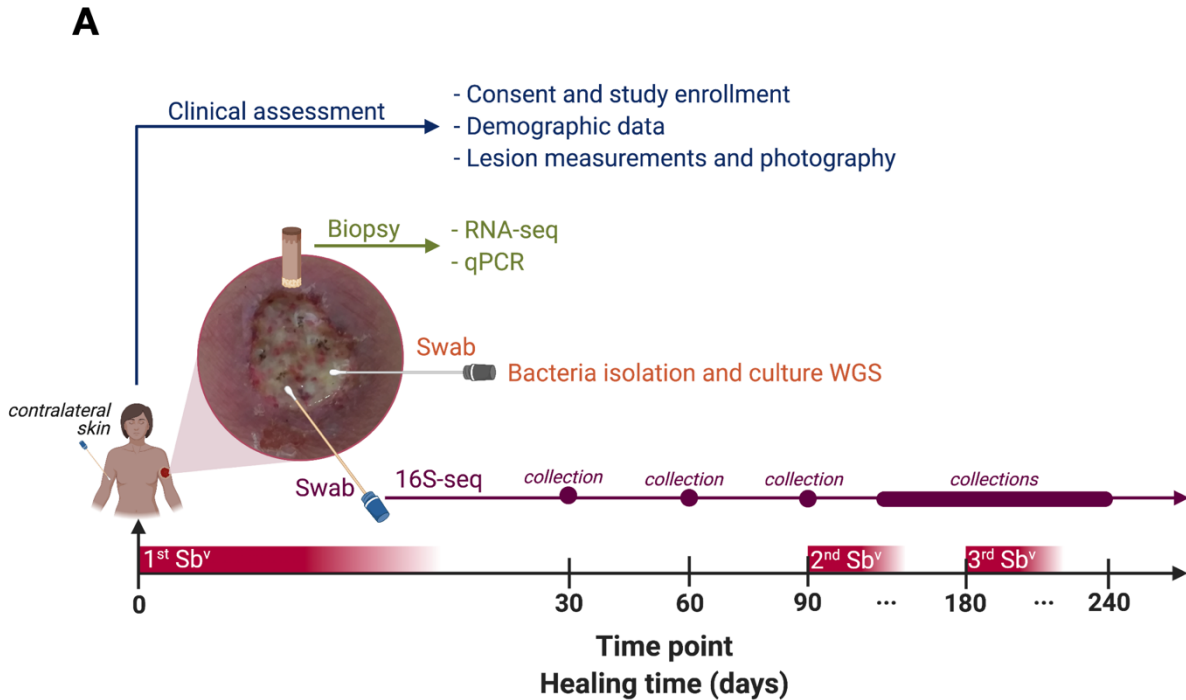 A
Clinical assessment
- Consent and study enrollment
- Demographic data
- Lesion measurements and photography
Biopsy
- RNA-seq
- qPCR
Swab
Bacteria isolation and culture WGS
contralateral
skin
Swab
16S-seq
collection
collection
collection
collections
1st Sbv
2nd Sbv
3rd Sbv
0
30
60
90
...
180
...
240
Time point
Healing time (days)